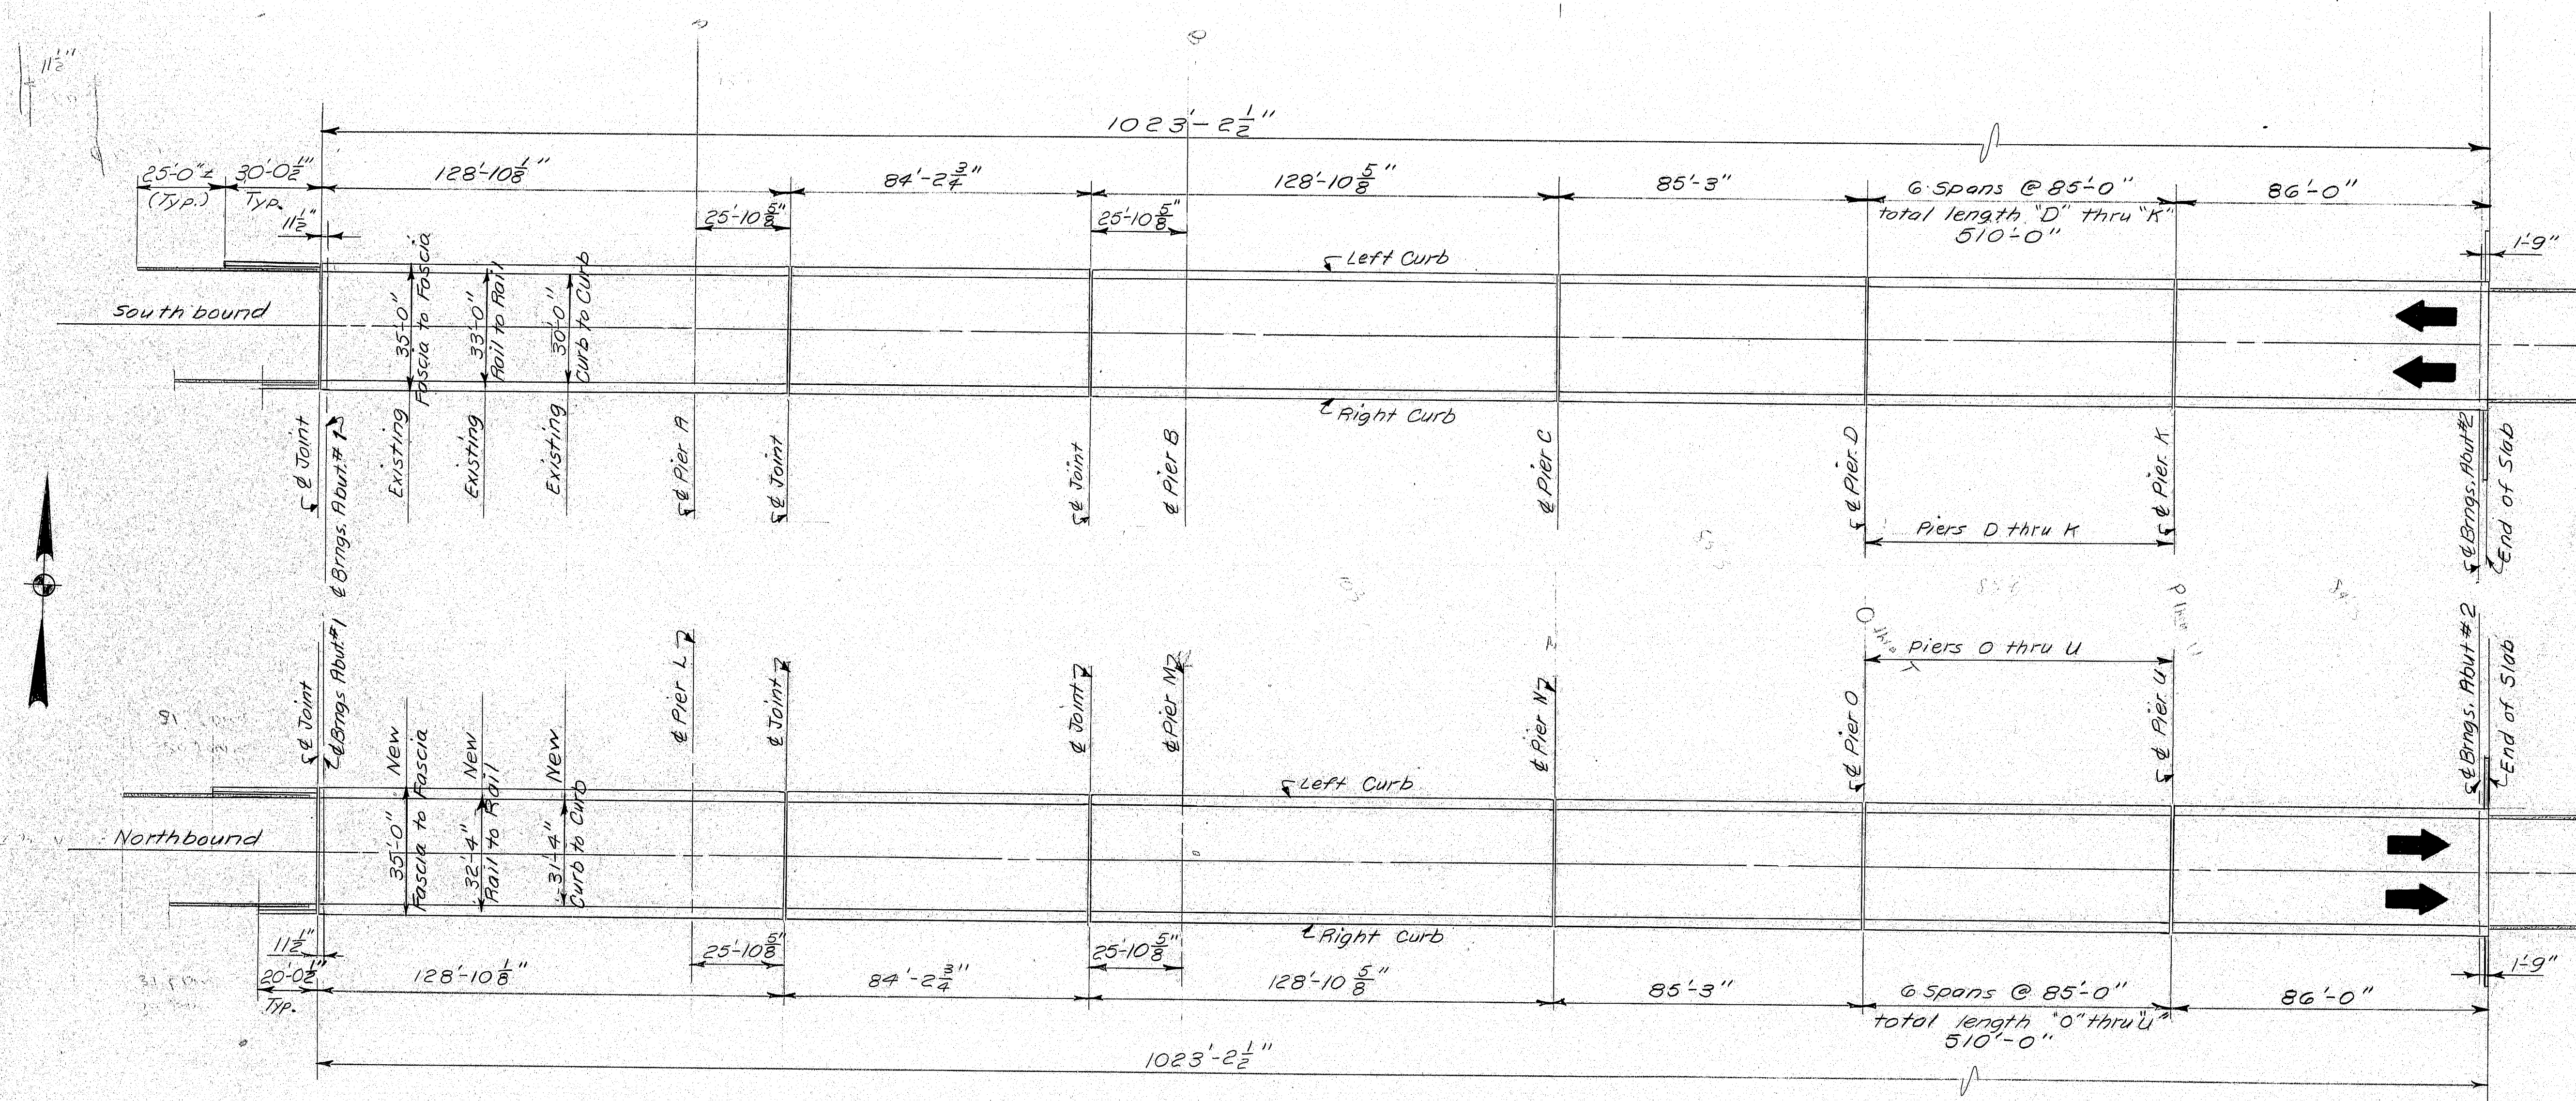 11½"
1023'-2½"
25'-0"± 30'-0½" 128'-10⅛" 84'-2¾" 128'-10⅝" 85'-3" 6 Spans @ 85'-0" 86'-0"
(Typ.) Typ. total length "D" thru "K"
510'-0"
11½" 25'-10⅝" 25'-10⅝" 1'-9"
Left Curb
Southbound
35'-0"
Fascia to Fascia
33'-0"
Rail to Rail
30'-0"
Curb to Curb
Right Curb
℄ Joint
℄ Brngs. Abut. #1
Existing
Existing
Existing
℄ Pier A
℄ Joint
℄ Joint
℄ Pier B
℄ Pier C
℄ Pier D
℄ Pier K
℄ Brngs. Abut #2
End of Slab
Piers D thru K
O thru
Piers O thru U
℄ Joint
℄ Brngs Abut. #1
New
New
New
℄ Pier L
℄ Joint
℄ Joint
℄ Pier M
℄ Pier N
℄ Pier O
℄ Pier U
℄ Brngs. Abut #2
End of Slab
Left Curb
Northbound
35'-0"
Fascia to Fascia
32'-4"
Rail to Rail
31'-4"
Curb to Curb
Right Curb
11½" 25'-10⅝" 25'-10⅝" 1'-9"
20'-0½" 128'-10⅛" 84'-2¾" 128'-10⅝" 85'-3" 6 Spans @ 85'-0" 86'-0"
Typ. total length "O" thru "U"
510'-0"
1023'-2½"